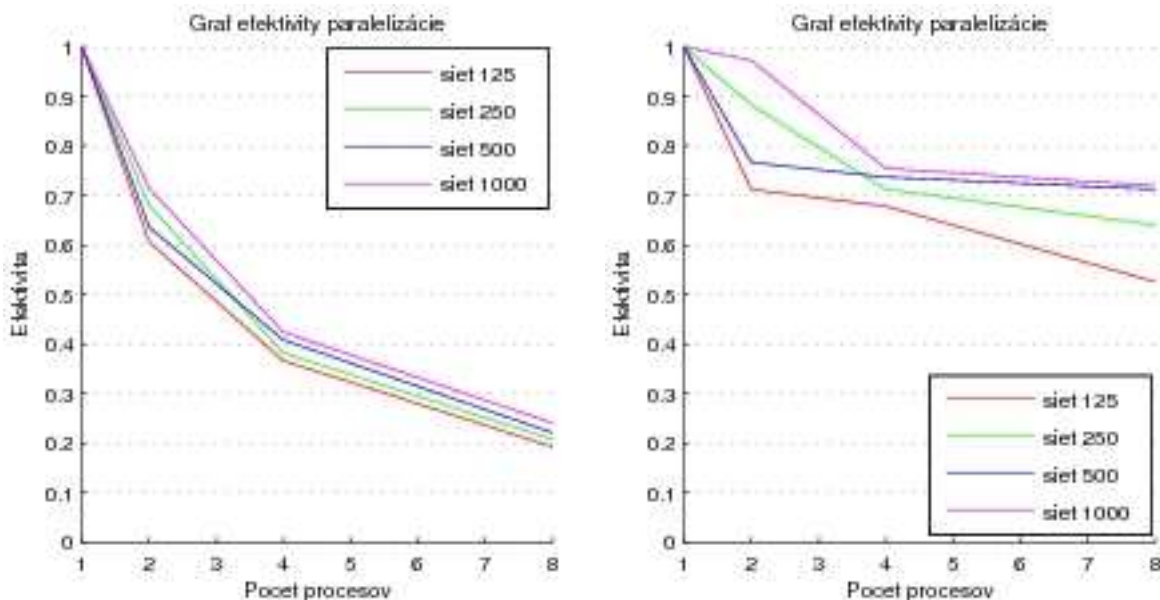 Graf efektivity paralelizácie
1
0.9
0.8
0.7
0.6
0.5
0.4
0.3
0.2
0.1
0
Efektivita
siet 125
siet 250
siet 500
siet 1000
1 2 3 4 5 6 7 8
Pocet procesov
Graf efektivity paralelizácie
1
0.9
0.8
0.7
0.6
0.5
0.4
0.3
0.2
0.1
0
Efektivita
siet 125
siet 250
siet 500
siet 1000
1 2 3 4 5 6 7 8
Pocet procesov